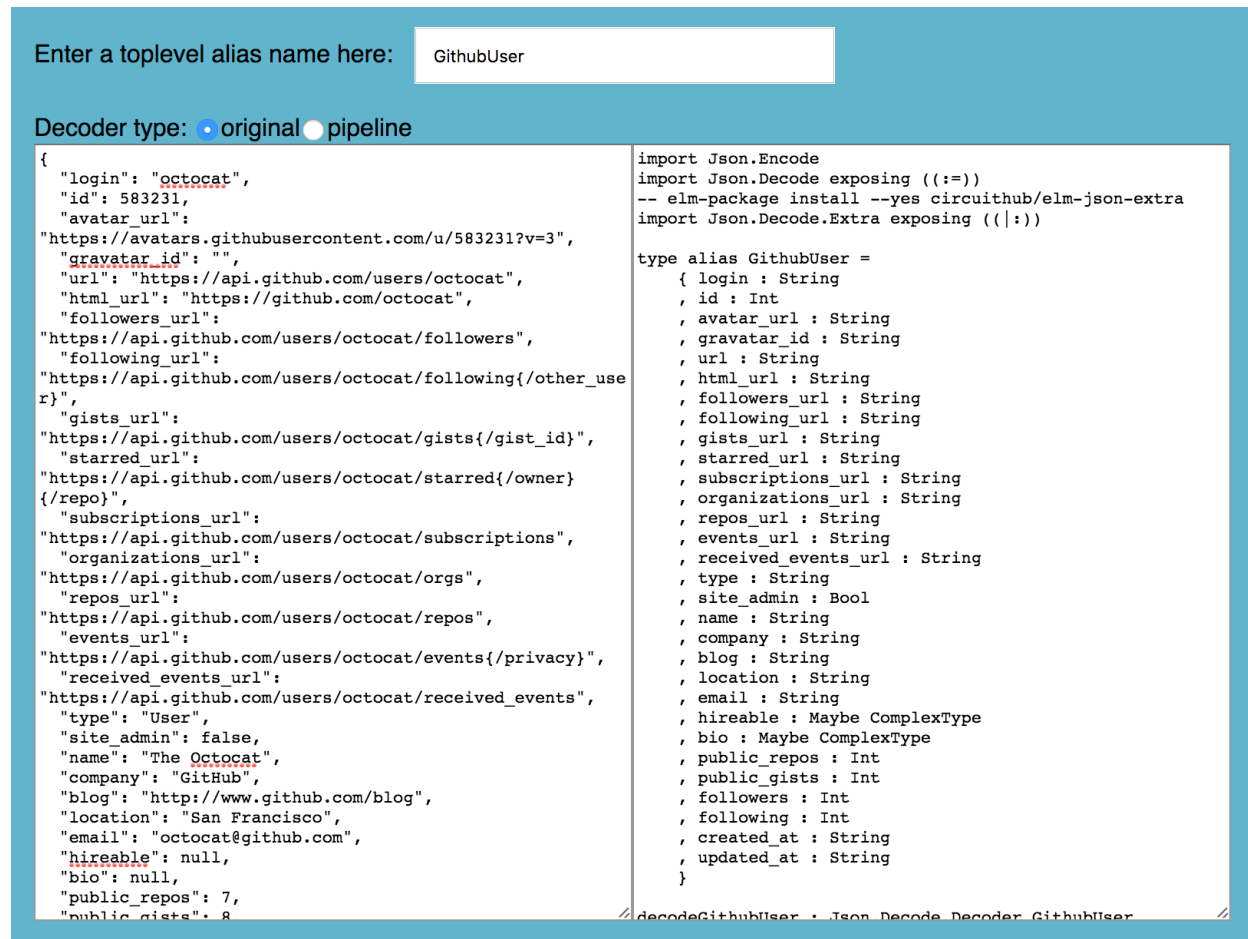 Enter a toplevel alias name here: GithubUser
Decoder type: original pipeline
{
  "login": "octocat",
  "id": 583231,
  "avatar_url":
"https://avatars.githubusercontent.com/u/583231?v=3",
  "gravatar_id": "",
  "url": "https://api.github.com/users/octocat",
  "html_url": "https://github.com/octocat",
  "followers_url":
"https://api.github.com/users/octocat/followers",
  "following_url":
"https://api.github.com/users/octocat/following{/other_use
r}",
  "gists_url":
"https://api.github.com/users/octocat/gists{/gist_id}",
  "starred_url":
"https://api.github.com/users/octocat/starred{/owner}
{/repo}",
  "subscriptions_url":
"https://api.github.com/users/octocat/subscriptions",
  "organizations_url":
"https://api.github.com/users/octocat/orgs",
  "repos_url":
"https://api.github.com/users/octocat/repos",
  "events_url":
"https://api.github.com/users/octocat/events{/privacy}",
  "received_events_url":
"https://api.github.com/users/octocat/received_events",
  "type": "User",
  "site_admin": false,
  "name": "The Octocat",
  "company": "GitHub",
  "blog": "http://www.github.com/blog",
  "location": "San Francisco",
  "email": "octocat@github.com",
  "hireable": null,
  "bio": null,
  "public_repos": 7,
  "public_gists": 8
import Json.Encode
import Json.Decode exposing ((:=))
-- elm-package install --yes circuithub/elm-json-extra
import Json.Decode.Extra exposing ((|:))
type alias GithubUser =
    { login : String
    , id : Int
    , avatar_url : String
    , gravatar_id : String
    , url : String
    , html_url : String
    , followers_url : String
    , following_url : String
    , gists_url : String
    , starred_url : String
    , subscriptions_url : String
    , organizations_url : String
    , repos_url : String
    , events_url : String
    , received_events_url : String
    , type : String
    , site_admin : Bool
    , name : String
    , company : String
    , blog : String
    , location : String
    , email : String
    , hireable : Maybe ComplexType
    , bio : Maybe ComplexType
    , public_repos : Int
    , public_gists : Int
    , followers : Int
    , following : Int
    , created_at : String
    , updated_at : String
    }
decodeGithubUser : Json.Decode.Decoder GithubUser